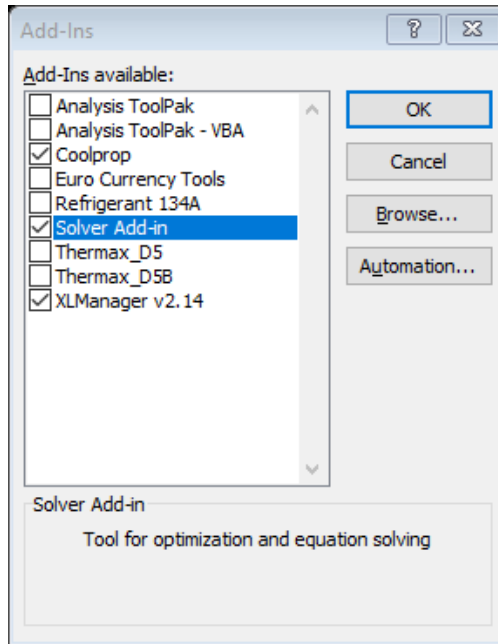 Add-Ins
Add-Ins available:
Analysis ToolPak
Analysis ToolPak - VBA
Coolprop
Euro Currency Tools
Refrigerant 134A
Solver Add-in
Thermax_D5
Thermax_D5B
XLManager v2.14
OK
Cancel
Browse...
Automation...
Solver Add-in
Tool for optimization and equation solving